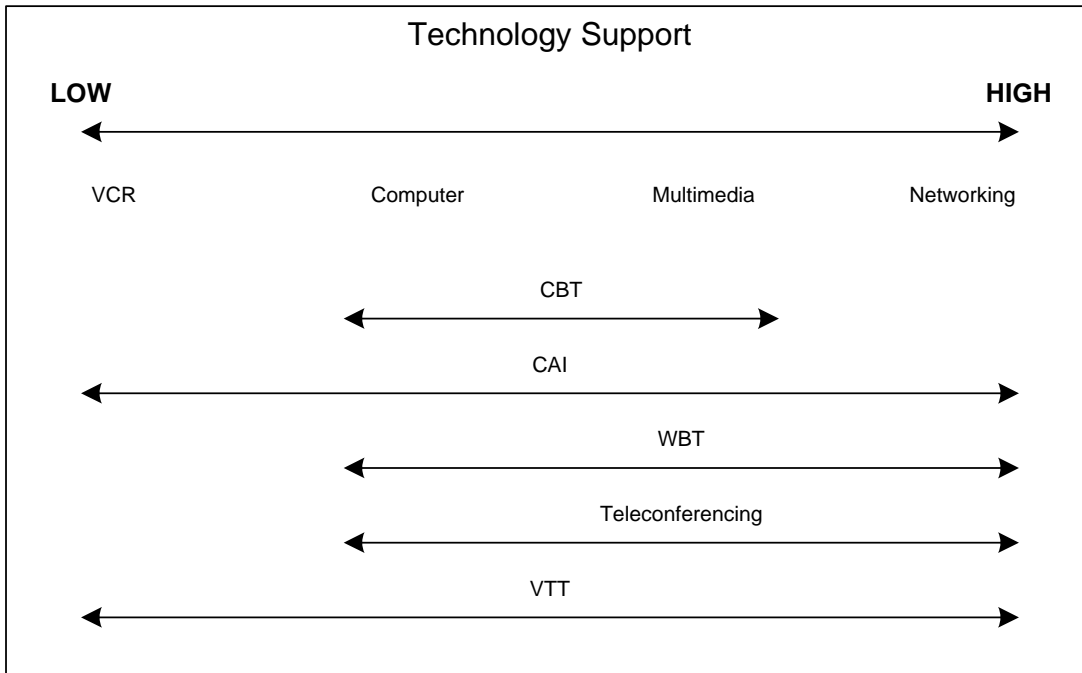 Technology Support
LOW HIGH
VCR Computer Multimedia Networking
CBT
CAI
WBT
Teleconferencing
VTT